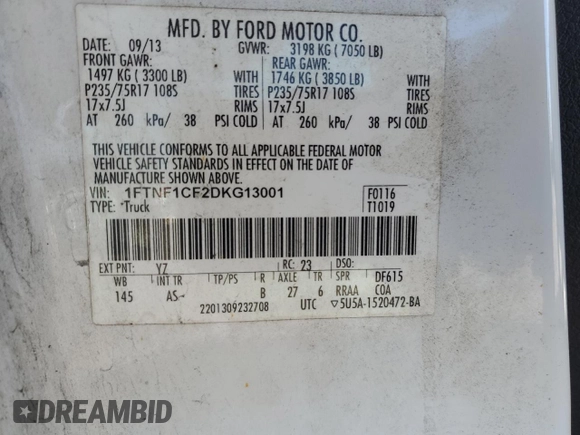 MFD. BY FORD MOTOR CO.
DATE: 09/13 GVWR: 3198 KG ( 7050 LB)
FRONT GAWR: REAR GAWR:
1497 KG ( 3300 LB) WITH 1746 KG ( 3850 LB) WITH
P235/75R17 108S TIRES P235/75R17 108S TIRES
17x7.5J RIMS 17x7.5J RIMS
AT 260 kPa/ 38 PSI COLD AT 260 kPa/ 38 PSI COLD
THIS VEHICLE CONFORMS TO ALL APPLICABLE FEDERAL MOTOR
VEHICLE SAFETY STANDARDS IN EFFECT ON THE DATE OF
MANUFACTURE SHOWN ABOVE.
VIN: 1FTNF1CF2DKG13001 F0116
TYPE: Truck T1019
EXT PNT: YZ RC: 23 DSO:
WB INT TR TP/PS R AXLE TR SPR DF615
145 AS- B 27 6 RRAA COA
2201309232708 UTC ▽5U5A-1520472-BA
DREAMBID